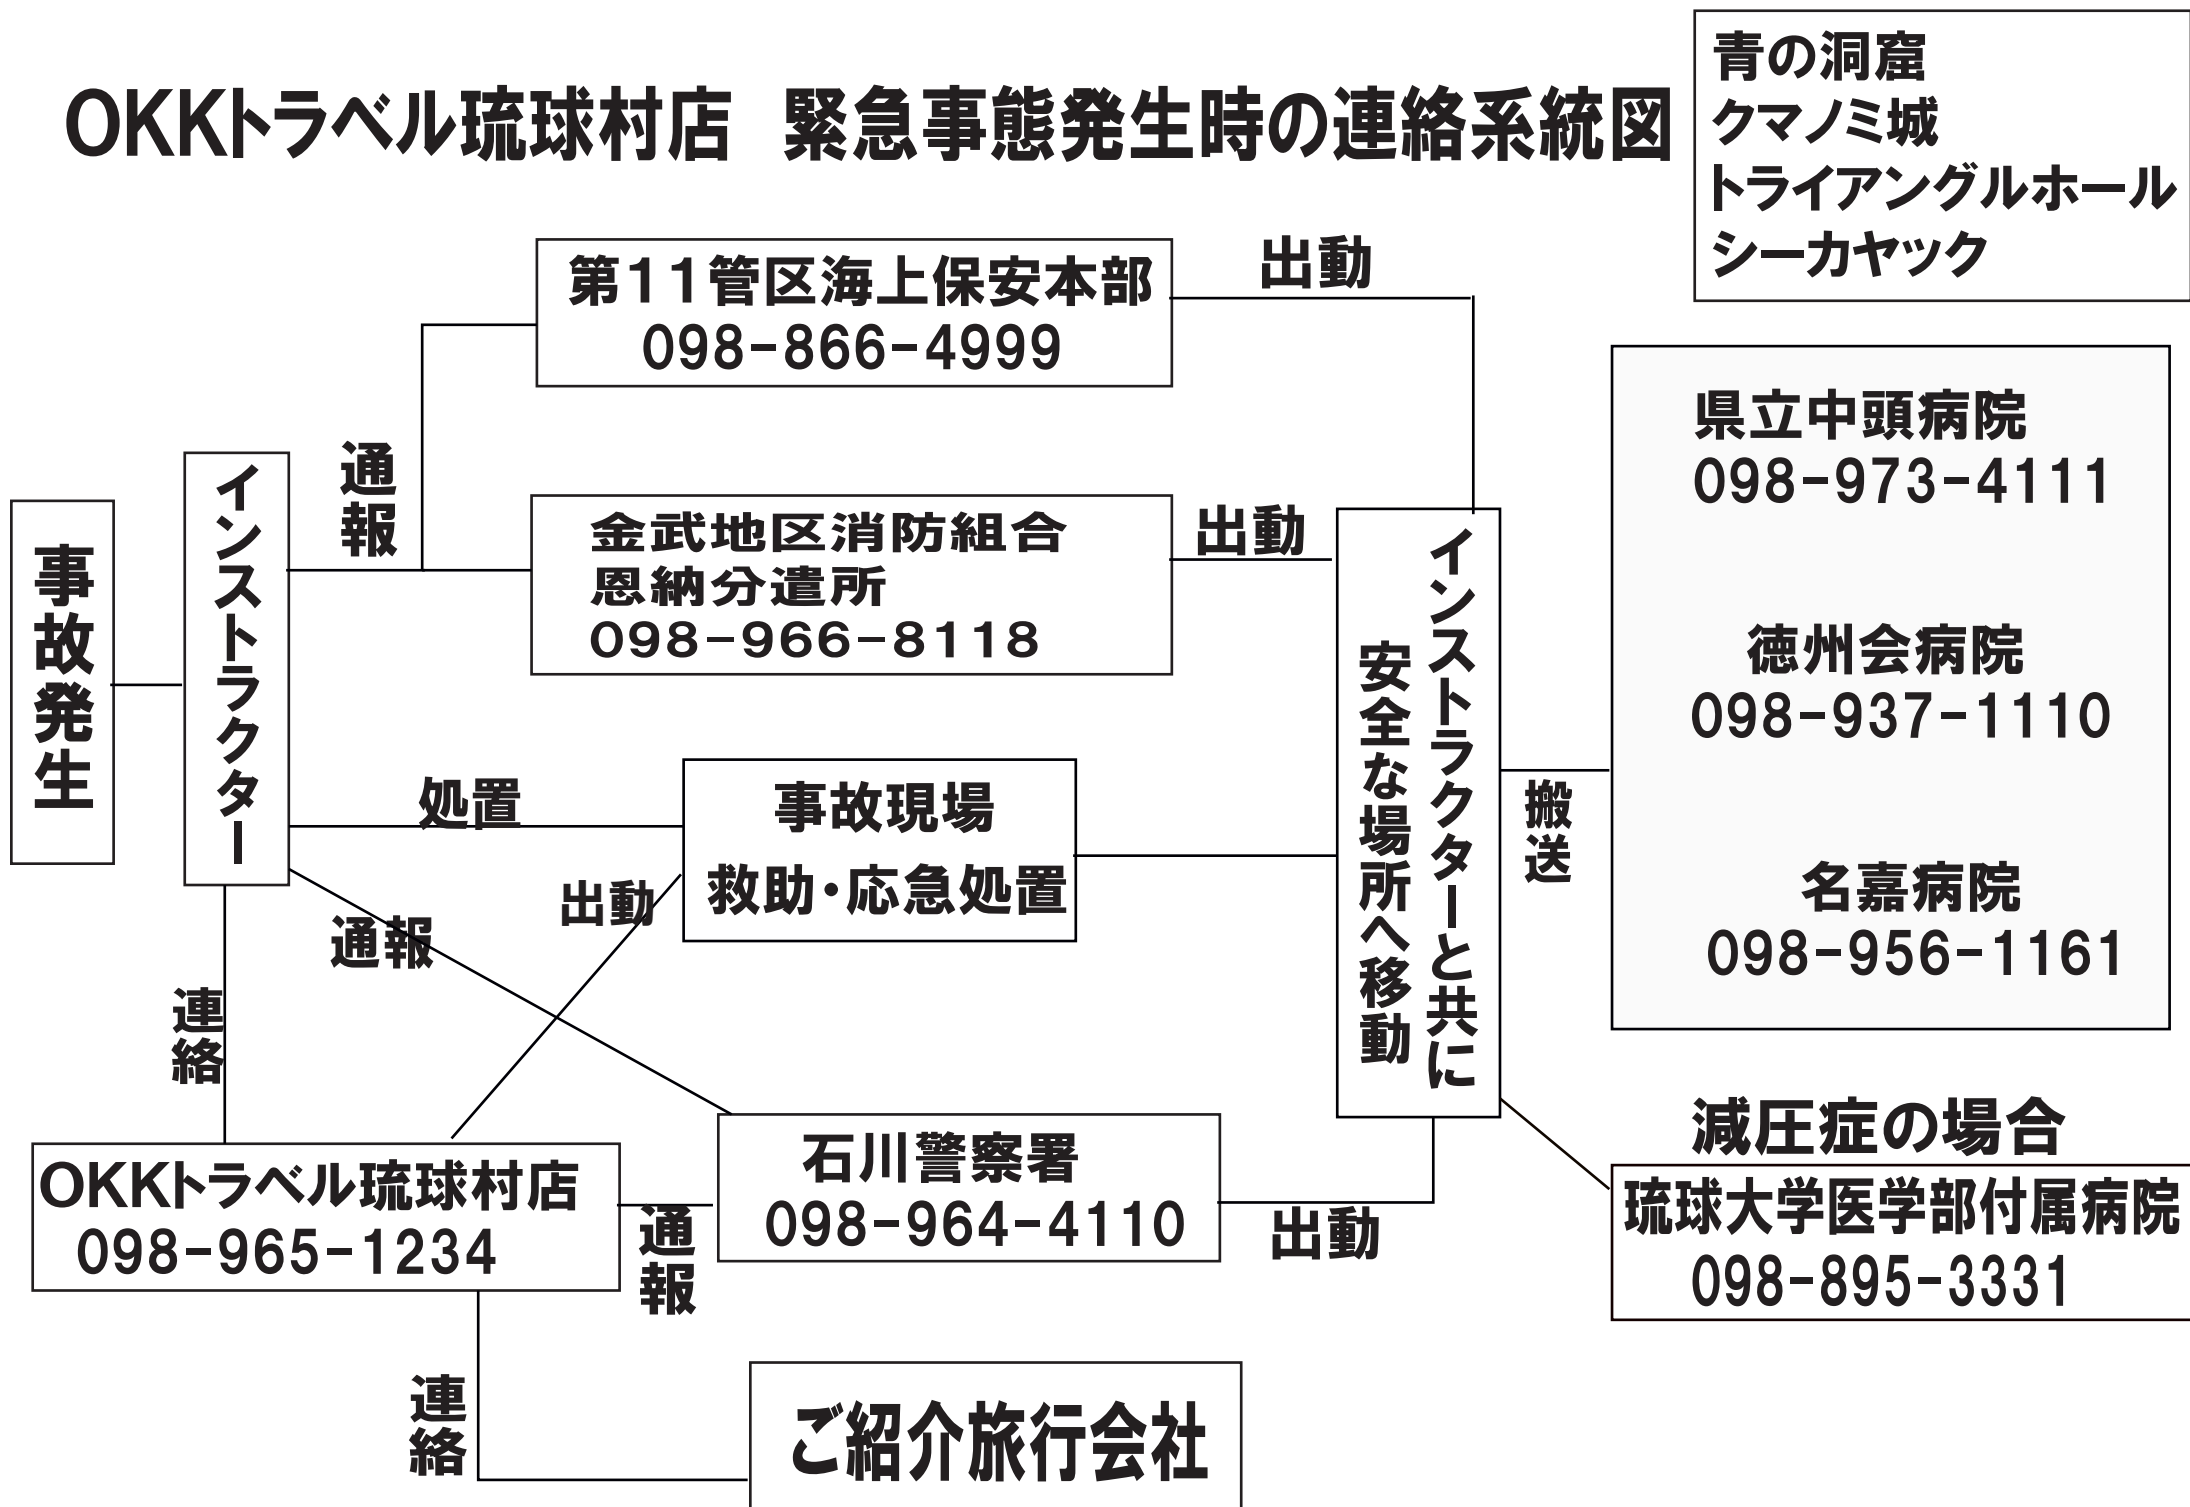 OKKトラベル琉球村店 緊急事態発生時の連絡系統図
青の洞窟
クマノミ城
トライアングルホール
シーカヤック
事故発生
インストラクター
通報
第11管区海上保安本部
098-866-4999
出動
金武地区消防組合
恩納分遣所
098-966-8118
出動
処置
事故現場
救助・応急処置
出動
通報
連絡
OKKトラベル琉球村店
098-965-1234
通報
石川警察署
098-964-4110
出動
連絡
ご紹介旅行会社
インストラクターと共に
安全な場所へ移動
搬送
県立中頭病院
098-973-4111
徳州会病院
098-937-1110
名嘉病院
098-956-1161
減圧症の場合
琉球大学医学部付属病院
098-895-3331